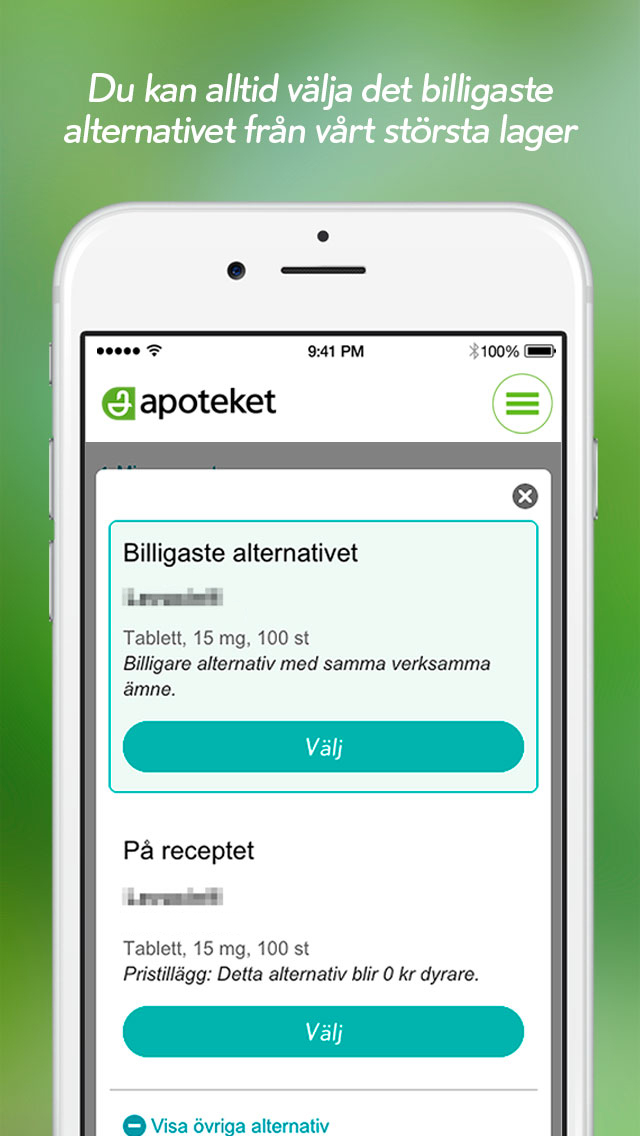 Du kan alltid välja det billigaste
alternativet från vårt största lager
9:41 PM
100%
apoteket
Billigaste alternativet
Tablett, 15 mg, 100 st
Billigare alternativ med samma verksamma
ämne.
Välj
På receptet
Tablett, 15 mg, 100 st
Pristillägg: Detta alternativ blir 0 kr dyrare.
Välj
Visa övriga alternativ